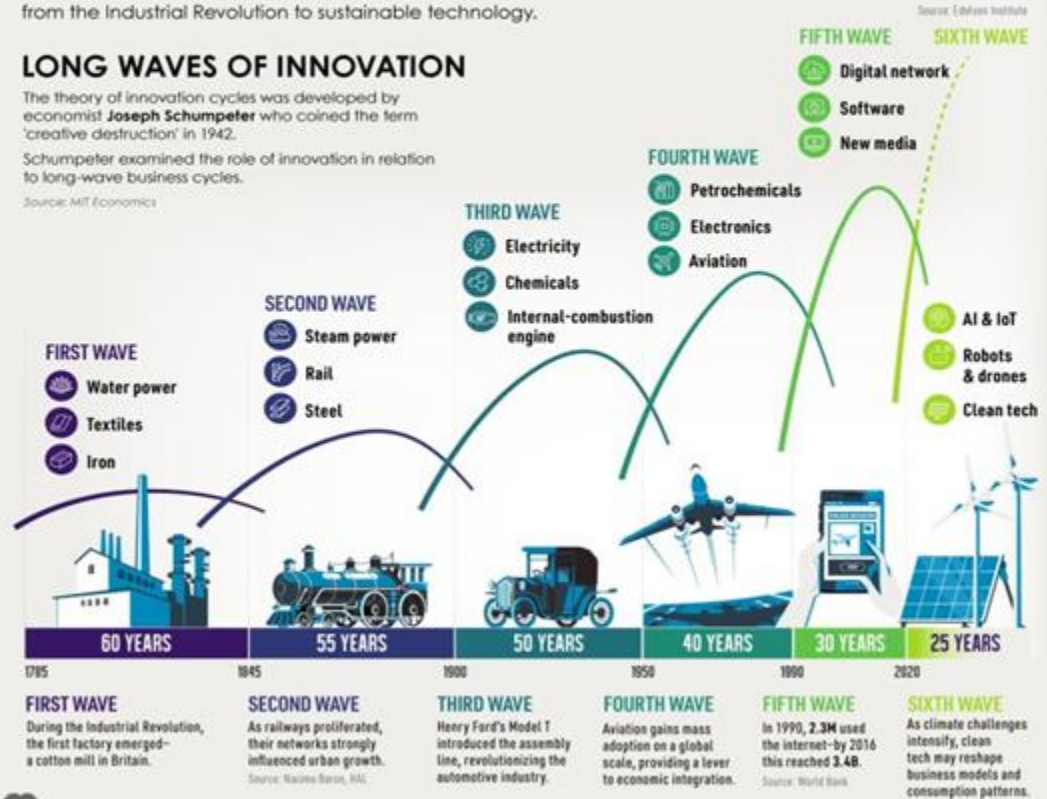 from the Industrial Revolution to sustainable technology.
Source: Edelson Institute
LONG WAVES OF INNOVATION
The theory of innovation cycles was developed by
economist Joseph Schumpeter who coined the term
'creative destruction' in 1942.
Schumpeter examined the role of innovation in relation
to long-wave business cycles.
Source: MIT Economics
FIRST WAVE
Water power
Textiles
Iron
SECOND WAVE
Steam power
Rail
Steel
THIRD WAVE
Electricity
Chemicals
Internal-combustion
engine
FOURTH WAVE
Petrochemicals
Electronics
Aviation
FIFTH WAVE
Digital network
Software
New media
SIXTH WAVE
AI & IoT
Robots
& drones
Clean tech
60 YEARS
55 YEARS
50 YEARS
40 YEARS
30 YEARS
25 YEARS
1785
1845
1900
1950
1990
2020
FIRST WAVE
During the Industrial Revolution,
the first factory emerged—
a cotton mill in Britain.
SECOND WAVE
As railways proliferated,
their networks strongly
influenced urban growth.
Source: Naximu Baron, HAL
THIRD WAVE
Henry Ford's Model T
introduced the assembly
line, revolutionizing the
automotive industry.
FOURTH WAVE
Aviation gains mass
adoption on a global
scale, providing a lever
to economic integration.
FIFTH WAVE
In 1990, 2.3M used
the internet—by 2016
this reached 3.4B.
Source: World Bank
SIXTH WAVE
As climate challenges
intensify, clean
tech may reshape
business models and
consumption patterns.